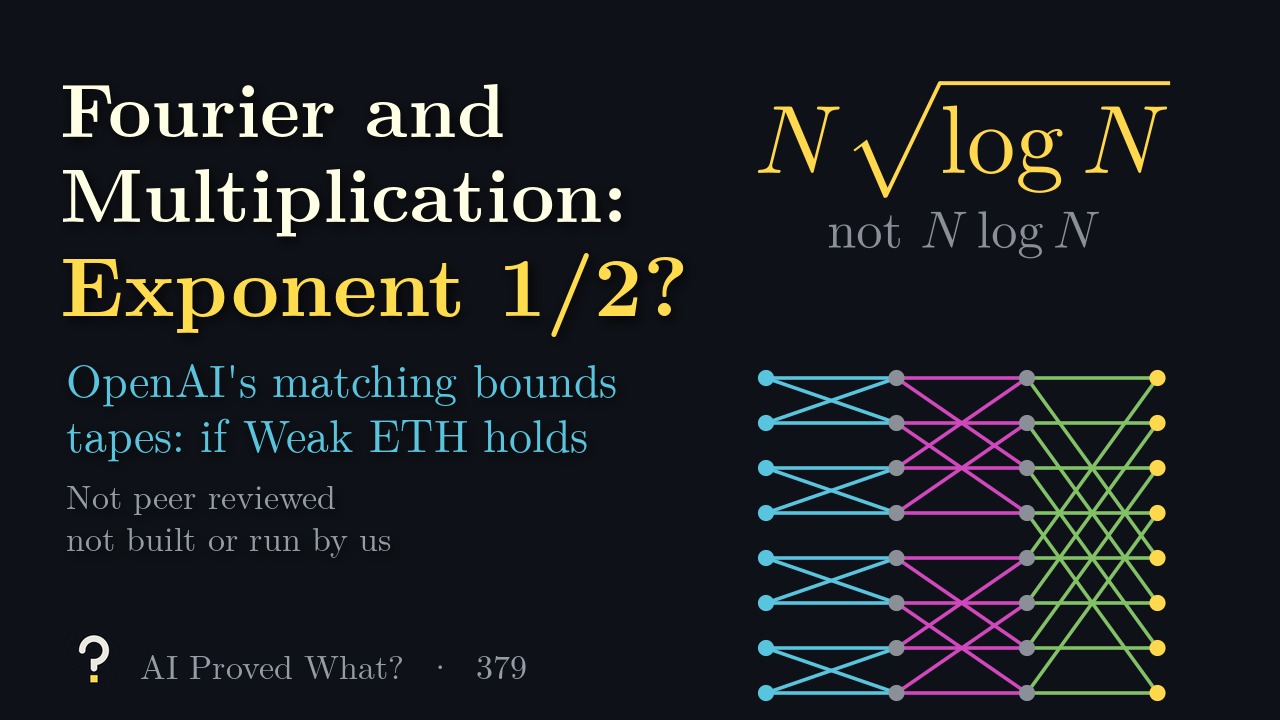 Fourier and
Multiplication:
Exponent 1/2?
OpenAI's matching bounds
tapes: if Weak ETH holds
Not peer reviewed
not built or run by us
? AI Proved What? · 379
N√log N
not N log N